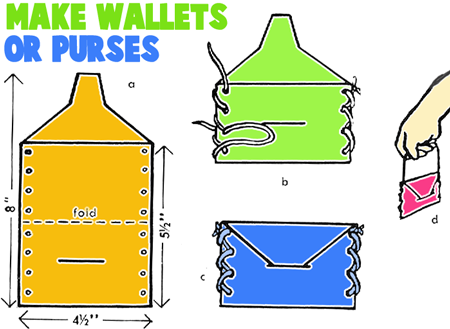 MAKE WALLETS
OR PURSES
a
8"
fold
5½"
4½"
b
c
d